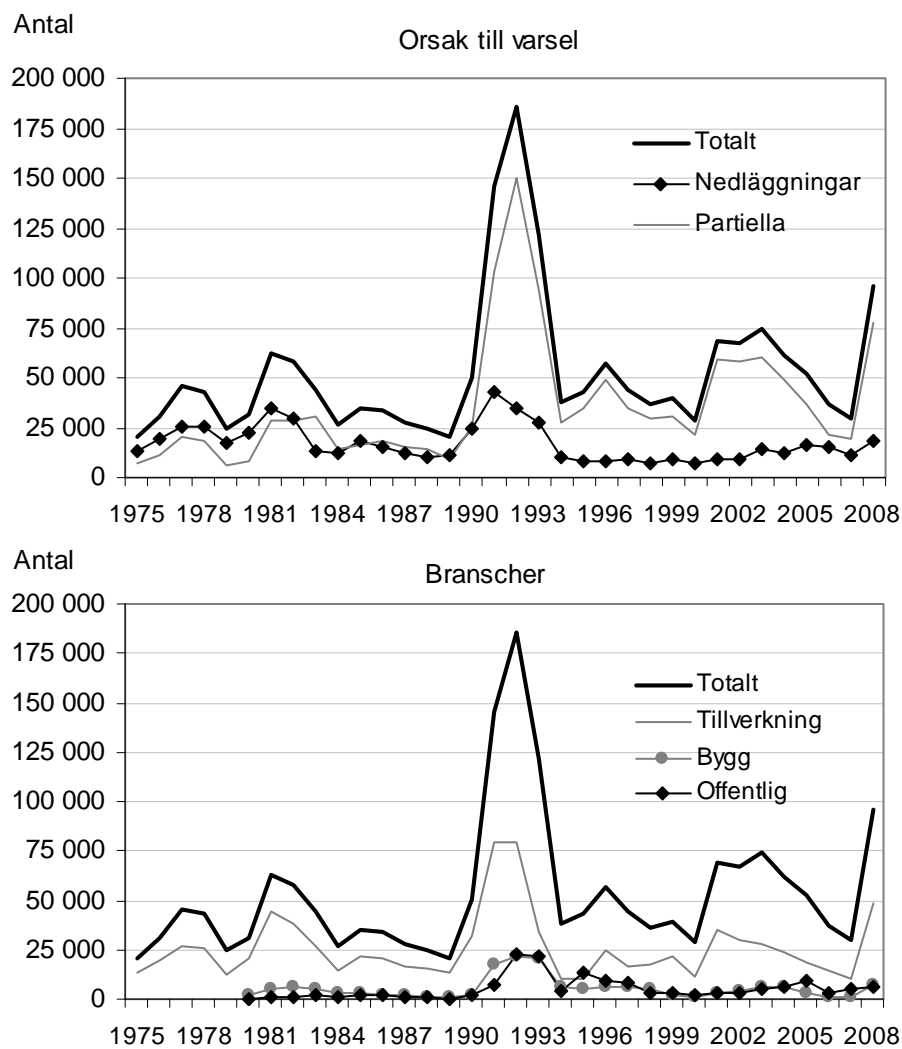 Antal
Orsak till varsel
200 000
175 000
150 000
125 000
100 000
75 000
50 000
25 000
0
Totalt
Nedläggningar
Partiella
1975 1978 1981 1984 1987 1990 1993 1996 1999 2002 2005 2008
Antal
Branscher
200 000
175 000
150 000
125 000
100 000
75 000
50 000
25 000
0
Totalt
Tillverkning
Bygg
Offentlig
1975 1978 1981 1984 1987 1990 1993 1996 1999 2002 2005 2008